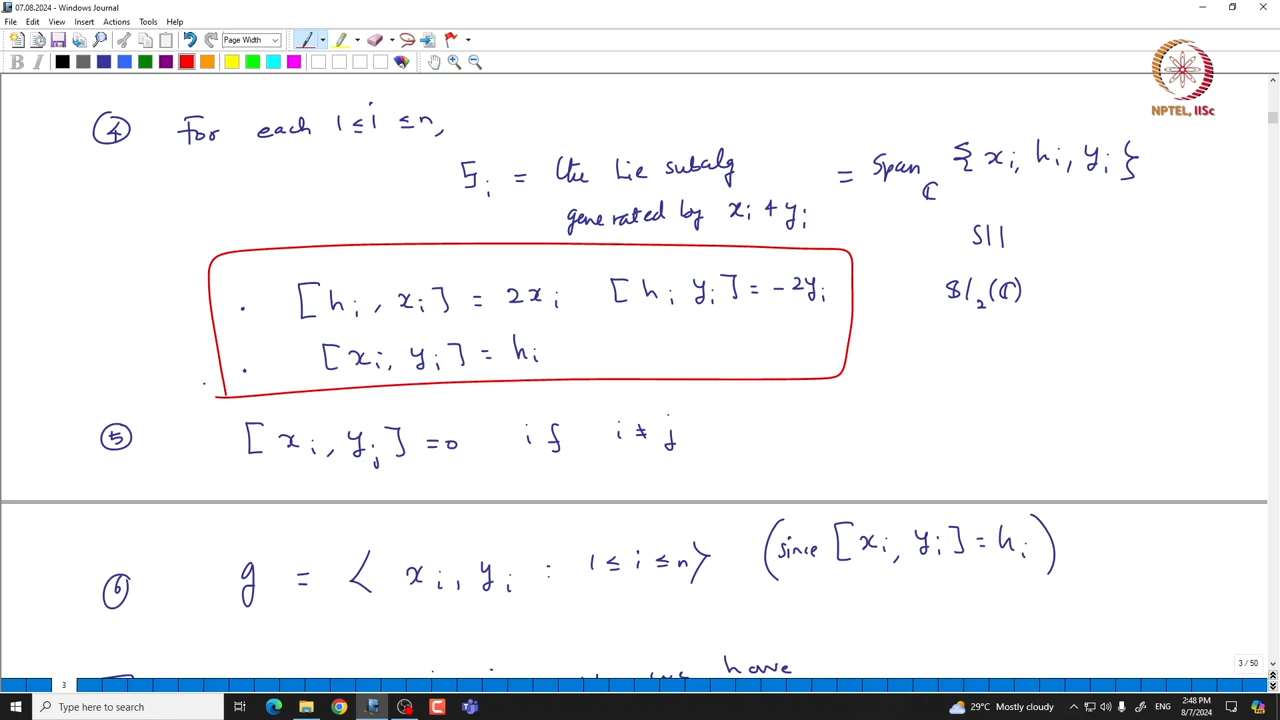 07.08.2024 - Windows Journal
File Edit View Insert Actions Tools Help
Page Width
B I
NPTEL, IISc
④ For each 1 ≤ i ≤ n,
S_i = the Lie subalg generated by x_i + y_i = Span_ℂ {x_i, h_i, y_i}
SII
sl_2(ℂ)
· [h_i, x_i] = 2x_i [h_i y_i] = -2y_i
· [x_i, y_i] = h_i
⑤ [x_i, y_j] = 0 if i ≠ j
⑥ g = < x_i, y_i : 1 ≤ i ≤ n > (since [x_i, y_i] = h_i)
have
3 / 50
3
Type here to search
29°C Mostly cloudy
2:48 PM
8/7/2024